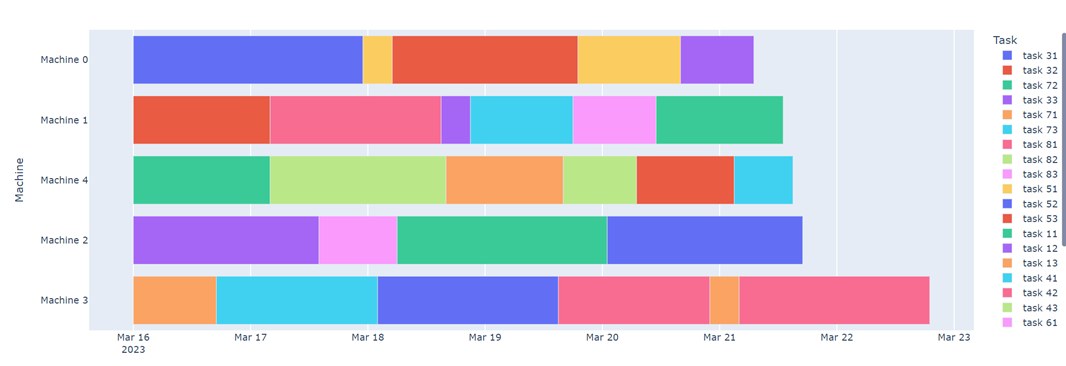 Machine
Machine 0
Machine 1
Machine 4
Machine 2
Machine 3
Mar 16
2023
Mar 17
Mar 18
Mar 19
Mar 20
Mar 21
Mar 22
Mar 23
Task
task 31
task 32
task 72
task 33
task 71
task 73
task 81
task 82
task 83
task 51
task 52
task 53
task 11
task 12
task 13
task 41
task 42
task 43
task 61